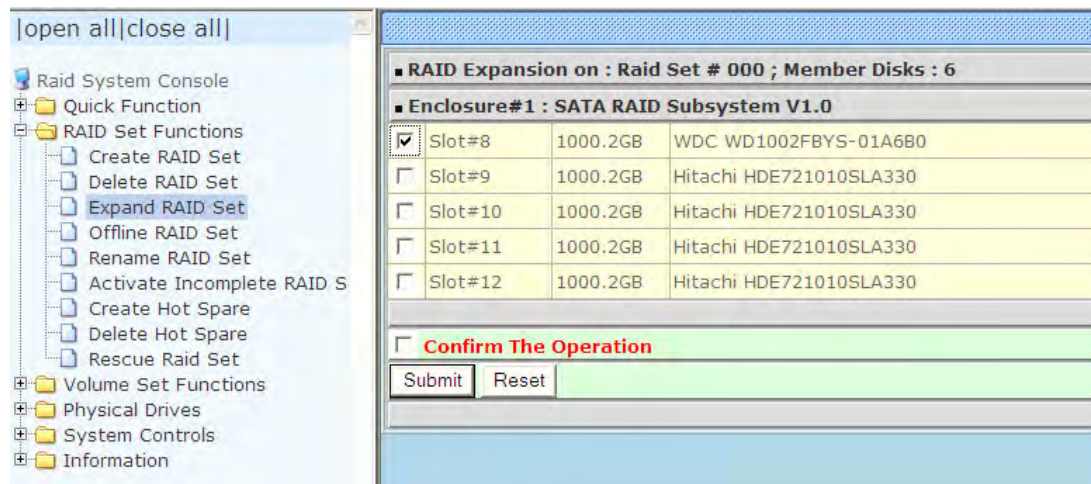 |open all|close all|
Raid System Console
Quick Function
RAID Set Functions
Create RAID Set
Delete RAID Set
Expand RAID Set
Offline RAID Set
Rename RAID Set
Activate Incomplete RAID S
Create Hot Spare
Delete Hot Spare
Rescue Raid Set
Volume Set Functions
Physical Drives
System Controls
Information
RAID Expansion on : Raid Set # 000 ; Member Disks : 6
Enclosure#1 : SATA RAID Subsystem V1.0
Slot#8 1000.2GB WDC WD1002FBYS-01A6B0
Slot#9 1000.2GB Hitachi HDE721010SLA330
Slot#10 1000.2GB Hitachi HDE721010SLA330
Slot#11 1000.2GB Hitachi HDE721010SLA330
Slot#12 1000.2GB Hitachi HDE721010SLA330
Confirm The Operation
Submit Reset